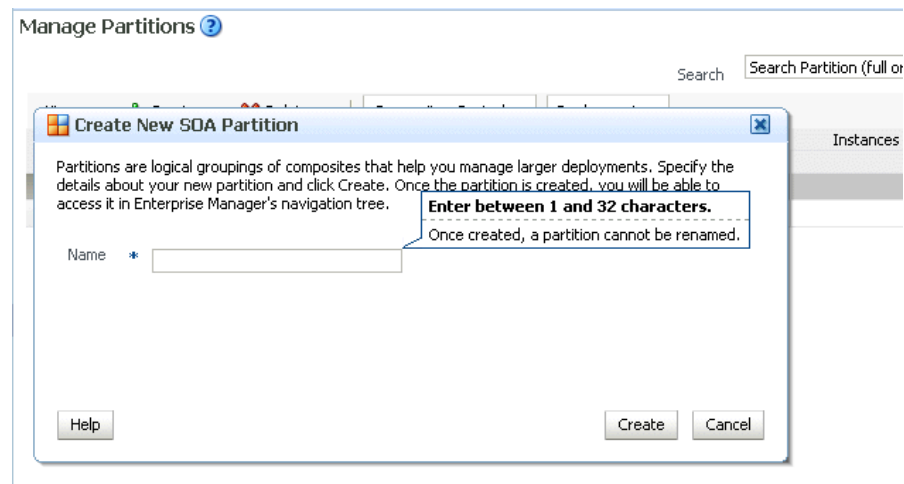 Manage Partitions ?
Search
Search Partition (full or
Create New SOA Partition
Instances
Partitions are logical groupings of composites that help you manage larger deployments. Specify the
details about your new partition and click Create. Once the partition is created, you will be able to
access it in Enterprise Manager's navigation tree.
Enter between 1 and 32 characters.
Once created, a partition cannot be renamed.
Name *
Help
Create
Cancel